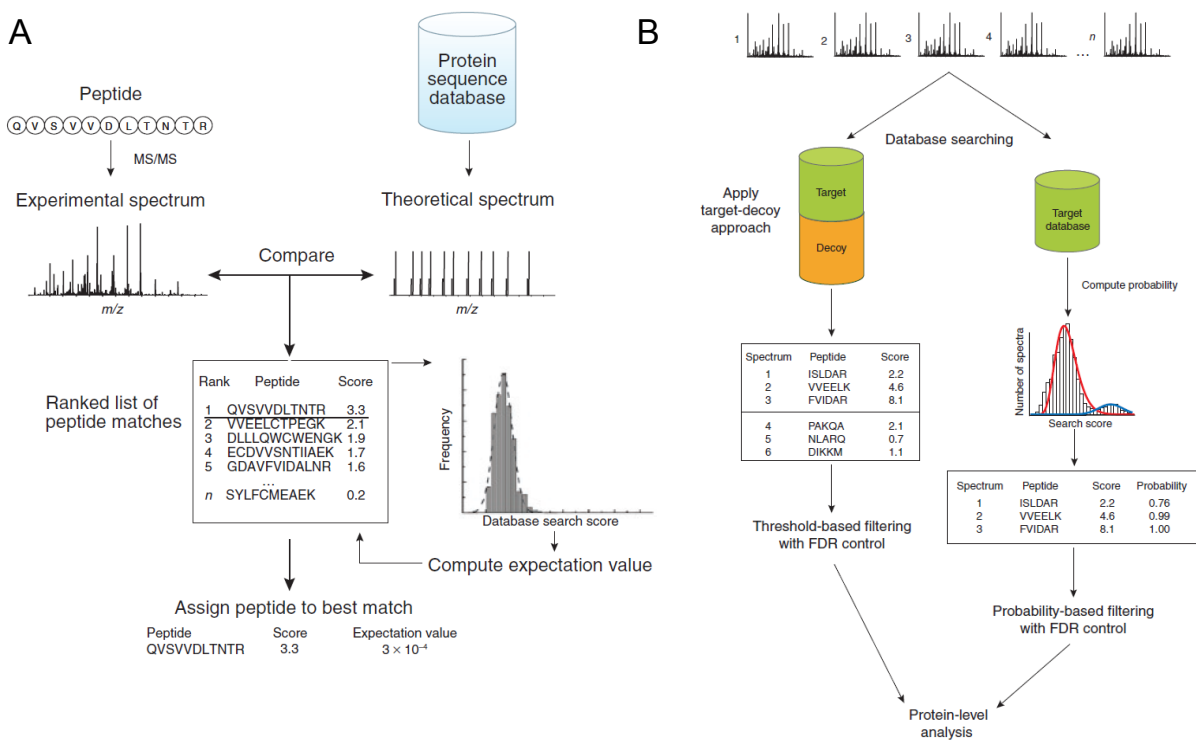 A
Protein
sequence
database
Peptide
Q V S V V D L T N T R
MS/MS
Experimental spectrum
Theoretical spectrum
Compare
m/z
m/z
Ranked list of
peptide matches
Rank Peptide Score
1 QVSVVDLTNTR 3.3
2 VVEELCTPEGK 2.1
3 DLLLQWCWENGK 1.9
4 ECDVVSNTIIAEK 1.7
5 GDAVFVIDALNR 1.6
...
n SYLFCMEAEK 0.2
Frequency
Database search score
Compute expectation value
Assign peptide to best match
Peptide Score Expectation value
QVSVVDLTNTR 3.3 3 × 10⁻⁴
B
1 2 3 4 ... n
Database searching
Apply
target-decoy
approach
Target
Decoy
Target
database
Compute probability
Spectrum Peptide Score
1 ISLDAR 2.2
2 VVEELK 4.6
3 FVIDAR 8.1
4 PAKQA 2.1
5 NLARQ 0.7
6 DIKKM 1.1
Number of spectra
Search score
Spectrum Peptide Score Probability
1 ISLDAR 2.2 0.76
2 VVEELK 4.6 0.99
3 FVIDAR 8.1 1.00
Threshold-based filtering
with FDR control
Probability-based filtering
with FDR control
Protein-level
analysis